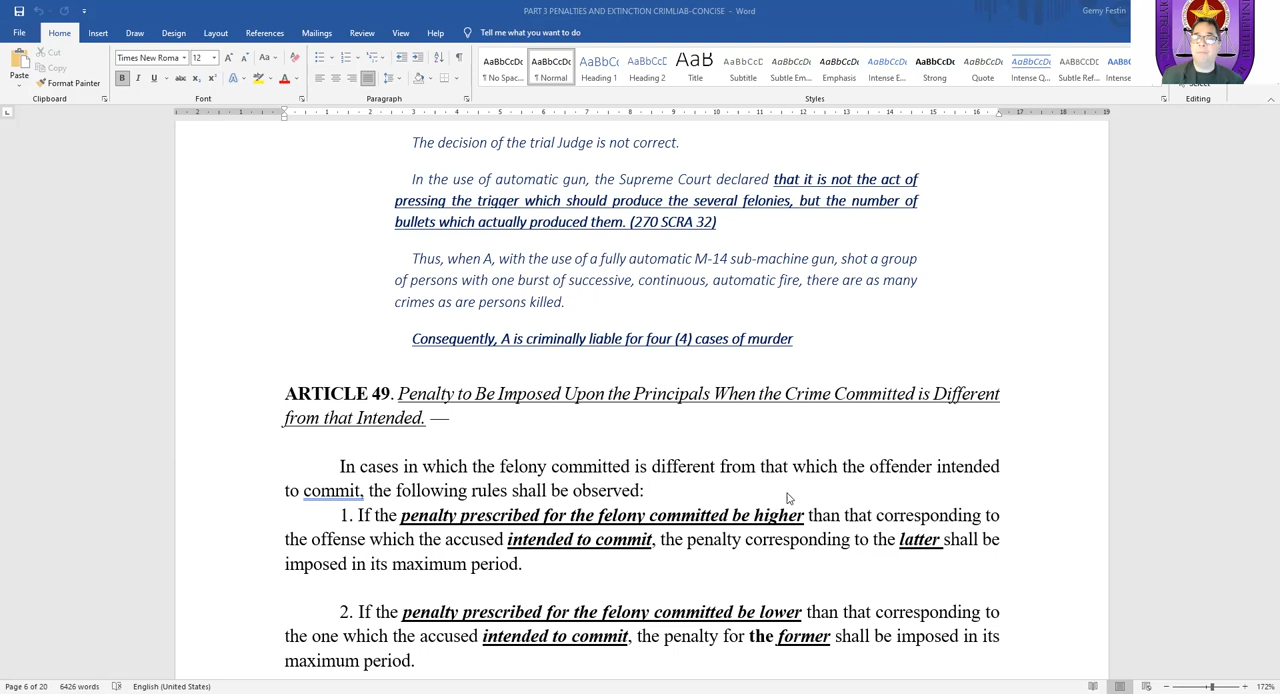 PART 3 PENALTIES AND EXTINCTION CRIMLIAB-CONCISE - Word
Gemy Festin
File Home Insert Draw Design Layout References Mailings Review View Help Tell me what you want to do
Paste
Cut
Copy
Format Painter
Clipboard
Times New Roma 12
Font
Paragraph
AaBbCcDc AaBbCcDc AaBbCc AaBbCcD AaB AaBbCcD AaBbCcDc AaBbCcDc AaBbCcDc AaBbCcDc AaBbCcDc AaBbCcDc AaBbCcDc AABBC
¶ No Spac... ¶ Normal Heading 1 Heading 2 Title Subtitle Subtle Em... Emphasis Intense E... Strong Quote Intense Q... Subtle Ref... Intense
Styles
Editing
The decision of the trial Judge is not correct.
In the use of automatic gun, the Supreme Court declared that it is not the act of
pressing the trigger which should produce the several felonies, but the number of
bullets which actually produced them. (270 SCRA 32)
Thus, when A, with the use of a fully automatic M-14 sub-machine gun, shot a group
of persons with one burst of successive, continuous, automatic fire, there are as many
crimes as are persons killed.
Consequently, A is criminally liable for four (4) cases of murder
ARTICLE 49. Penalty to Be Imposed Upon the Principals When the Crime Committed is Different
from that Intended. —
In cases in which the felony committed is different from that which the offender intended
to commit, the following rules shall be observed:
1. If the penalty prescribed for the felony committed be higher than that corresponding to
the offense which the accused intended to commit, the penalty corresponding to the latter shall be
imposed in its maximum period.
2. If the penalty prescribed for the felony committed be lower than that corresponding to
the one which the accused intended to commit, the penalty for the former shall be imposed in its
maximum period.
Page 6 of 20 6426 words English (United States) 172%